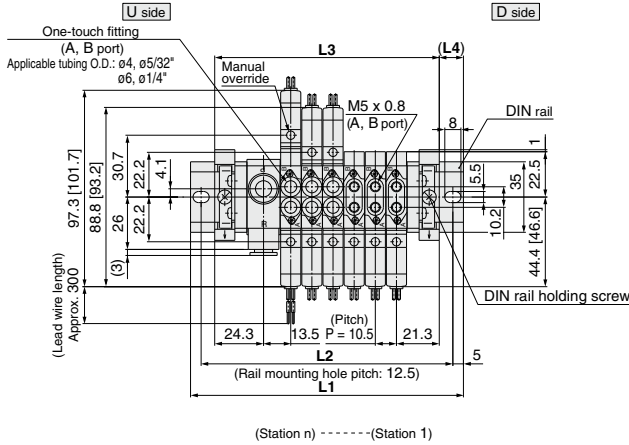 U side
D side
One-touch fitting
(A, B port)
Applicable tubing O.D.: ø4, ø5/32"
ø6, ø1/4"
Manual
override
L3
(L4)
M5 x 0.8
(A, B port)
8
DIN rail
97.3 [101.7]
88.8 [93.2]
30.7
22.2
4.1
26
22.2
(3)
1
5.5
35
22.5
10.2
44.4 [46.6]
(Lead wire length)
Approx. 300
DIN rail holding screw
R
B
A
24.3
13.5
(Pitch)
P = 10.5
21.3
L2
5
(Rail mounting hole pitch: 12.5)
L1
(Station n) -------(Station 1)